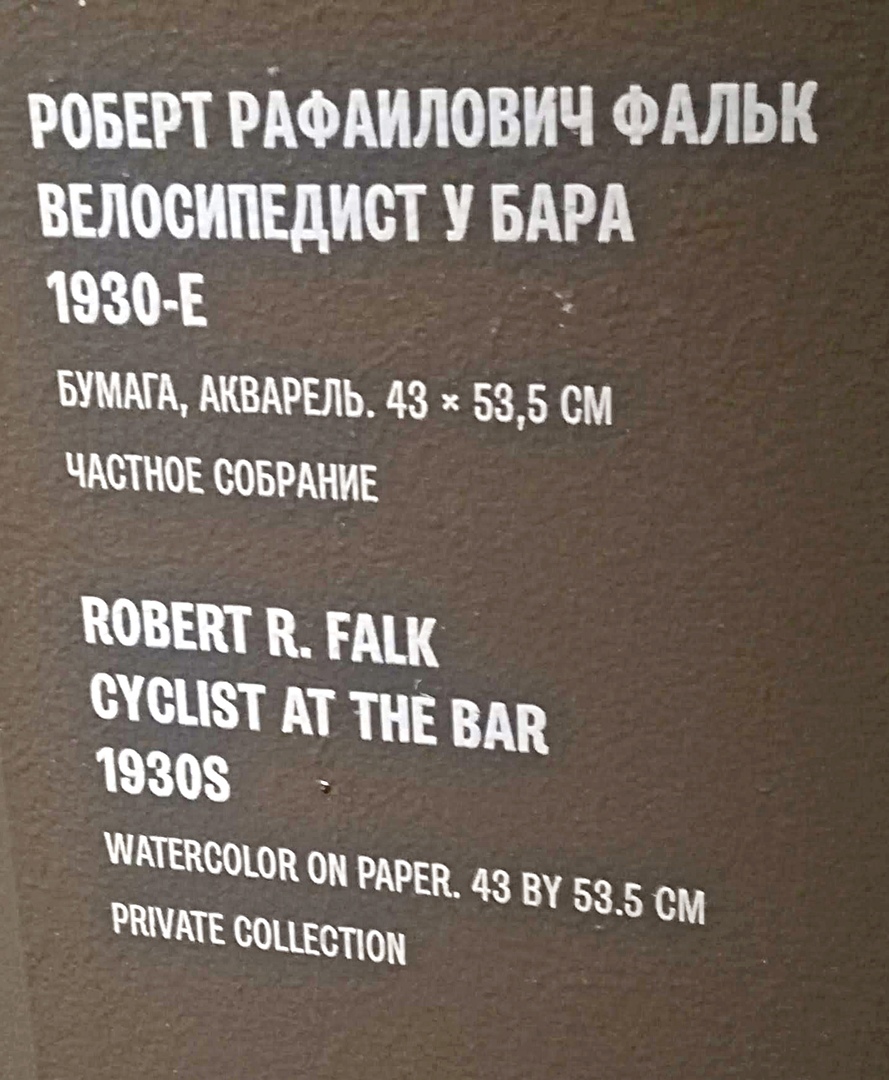 РОБЕРТ РАФАИЛОВИЧ ФАЛЬК
ВЕЛОСИПЕДИСТ У БАРА
1930-Е
БУМАГА, АКВАРЕЛЬ. 43 × 53,5 СМ
ЧАСТНОЕ СОБРАНИЕ
ROBERT R. FALK
CYCLIST AT THE BAR
1930S
WATERCOLOR ON PAPER. 43 BY 53.5 CM
PRIVATE COLLECTION